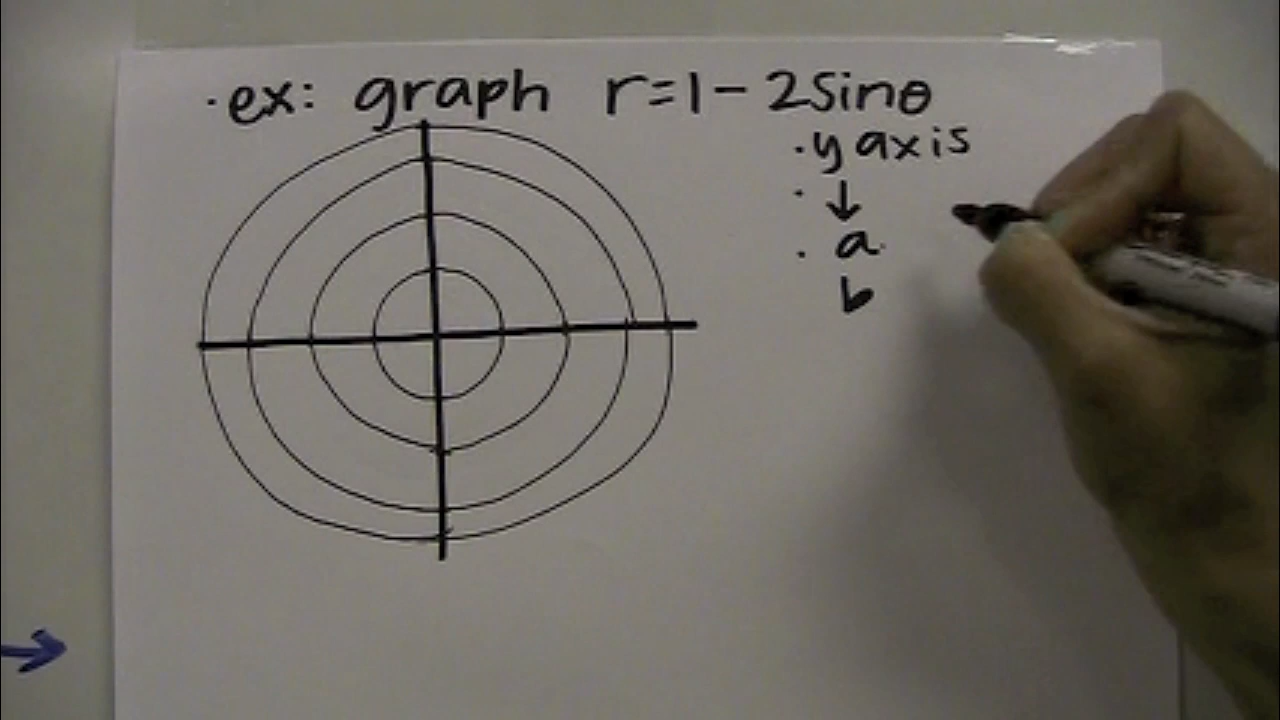 ·ex: graph r=1-2sinθ
· y axis
· ↓
· a
b